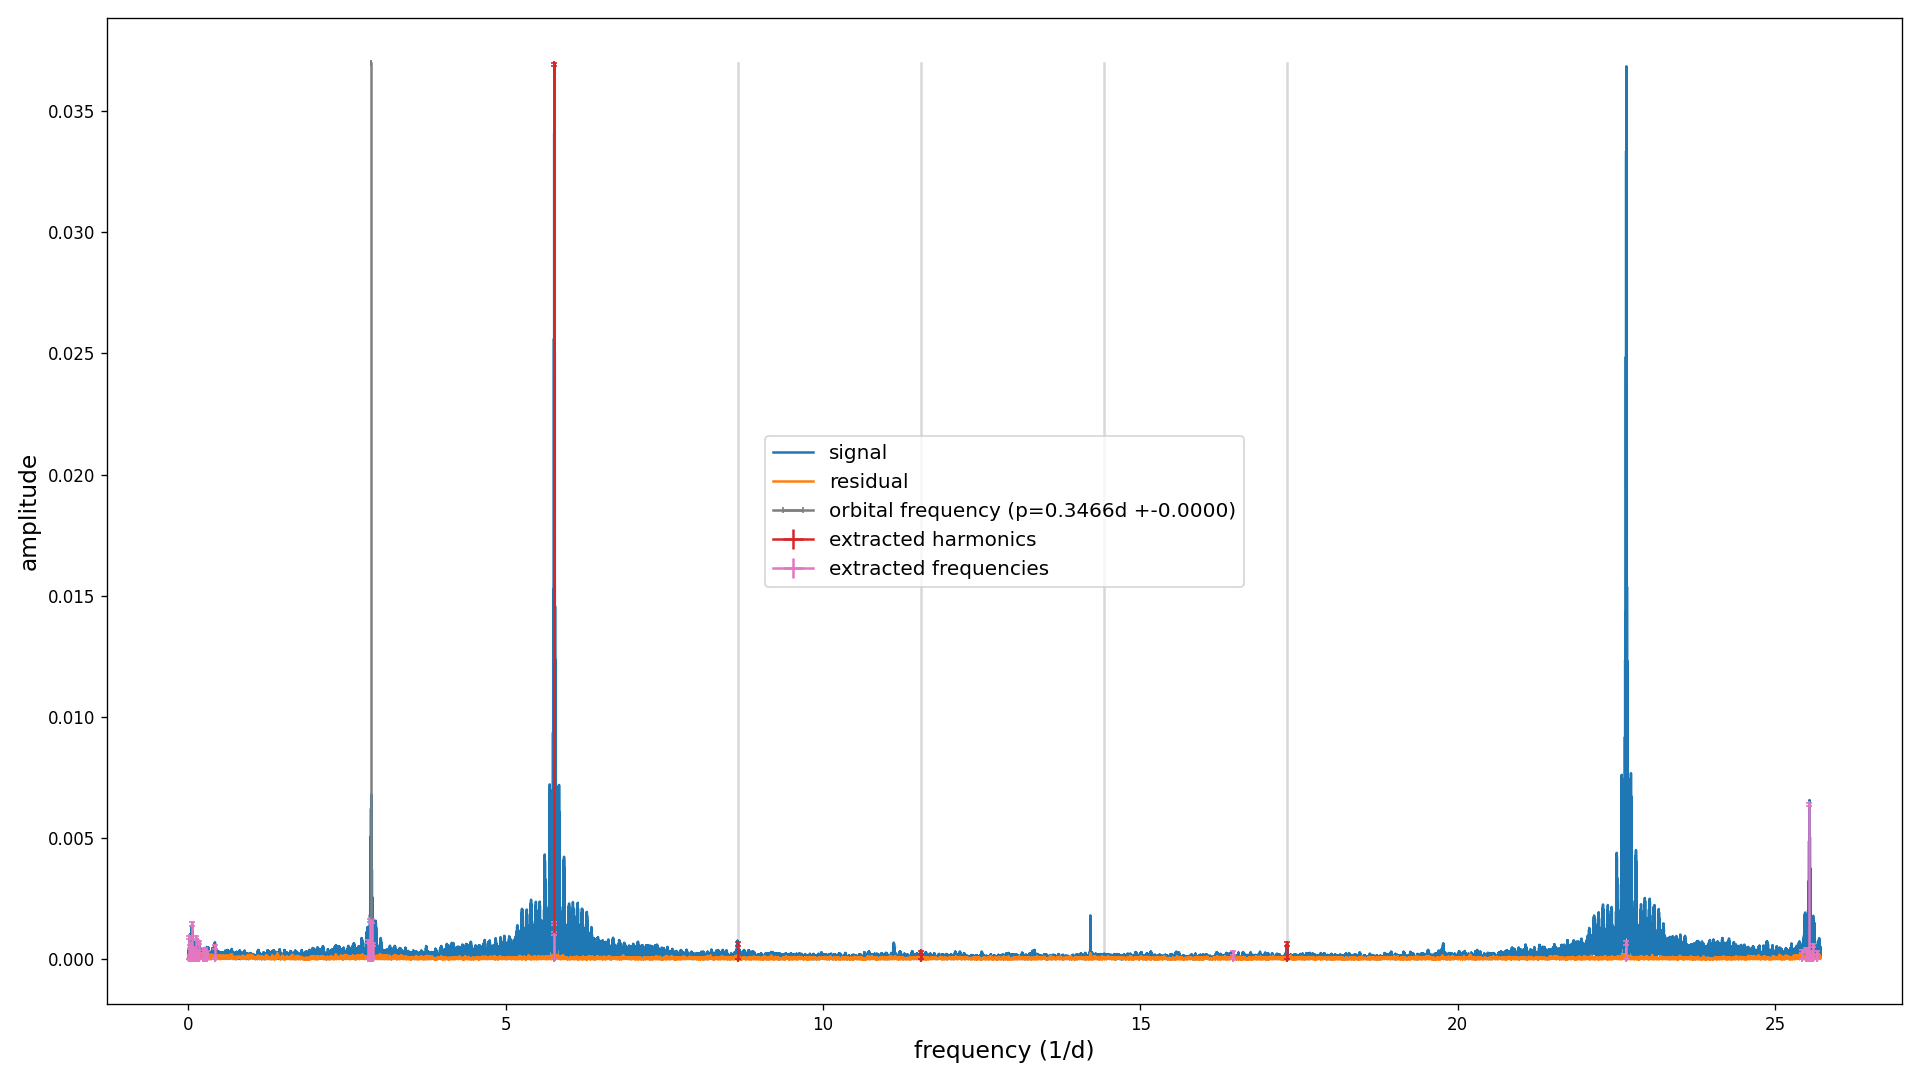 0.035
0.030
0.025
0.020
0.015
0.010
0.005
0.000
amplitude
signal
residual
orbital frequency (p=0.3466d +-0.0000)
extracted harmonics
extracted frequencies
0 5 10 15 20 25
frequency (1/d)